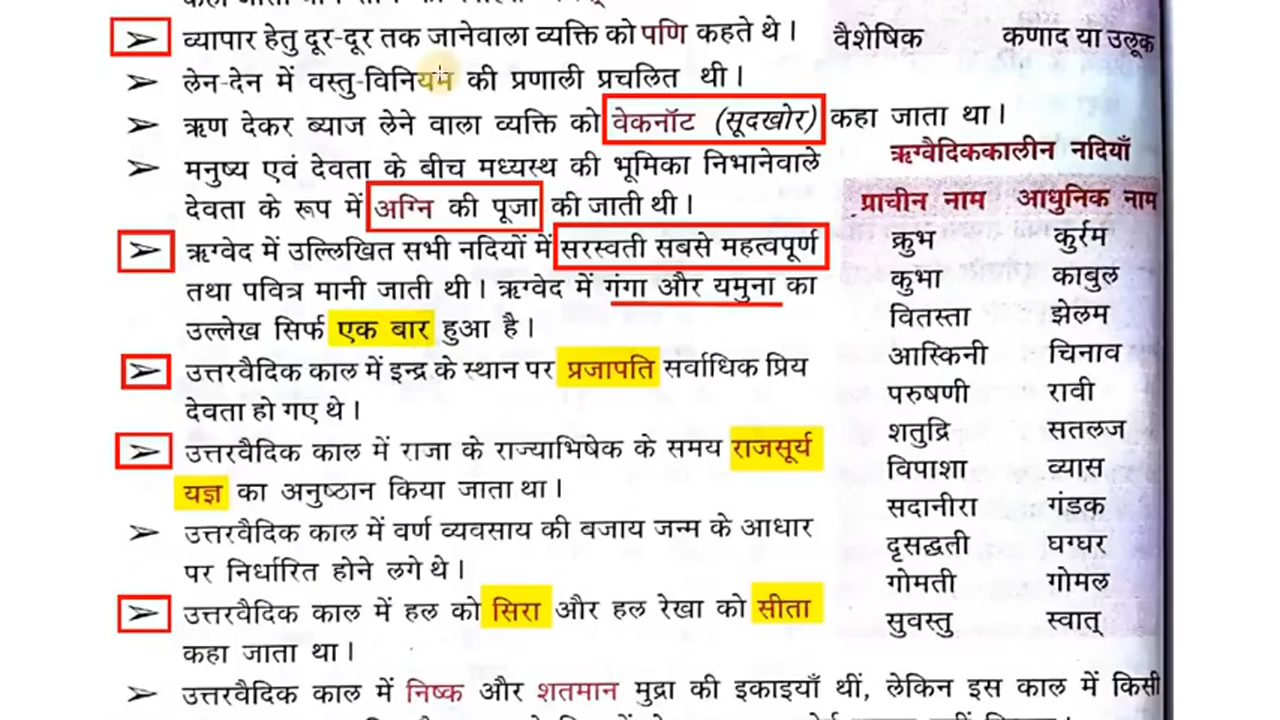 व्यापार हेतु दूर-दूर तक जानेवाला व्यक्ति को पणि कहते थे।
लेन-देन में वस्तु-विनियम की प्रणाली प्रचलित थी।
ऋण देकर ब्याज लेने वाला व्यक्ति को वेकनॉट (सूदखोर) कहा जाता था।
मनुष्य एवं देवता के बीच मध्यस्थ की भूमिका निभानेवाले
देवता के रूप में अग्नि की पूजा की जाती थी।
ऋग्वेद में उल्लिखित सभी नदियों में सरस्वती सबसे महत्वपूर्ण
तथा पवित्र मानी जाती थी। ऋग्वेद में गंगा और यमुना का
उल्लेख सिर्फ एक बार हुआ है।
उत्तरवैदिक काल में इन्द्र के स्थान पर प्रजापति सर्वाधिक प्रिय
देवता हो गए थे।
उत्तरवैदिक काल में राजा के राज्याभिषेक के समय राजसूर्य
यज्ञ का अनुष्ठान किया जाता था।
उत्तरवैदिक काल में वर्ण व्यवसाय की बजाय जन्म के आधार
पर निर्धारित होने लगे थे।
उत्तरवैदिक काल में हल को सिरा और हल रेखा को सीता
कहा जाता था।
उत्तरवैदिक काल में निष्क और शतमान मुद्रा की इकाइयाँ थीं, लेकिन इस काल में किसी
वैशेषिक कणाद या उलूक
ऋग्वैदिककालीन नदियाँ
प्राचीन नाम आधुनिक नाम
क्रुभ कुर्रम
कुभा काबुल
वितस्ता झेलम
आस्किनी चिनाव
परुषणी रावी
शतुद्रि सतलज
विपाशा व्यास
सदानीरा गंडक
दृसद्धती घग्घर
गोमती गोमल
सुवस्तु स्वात्